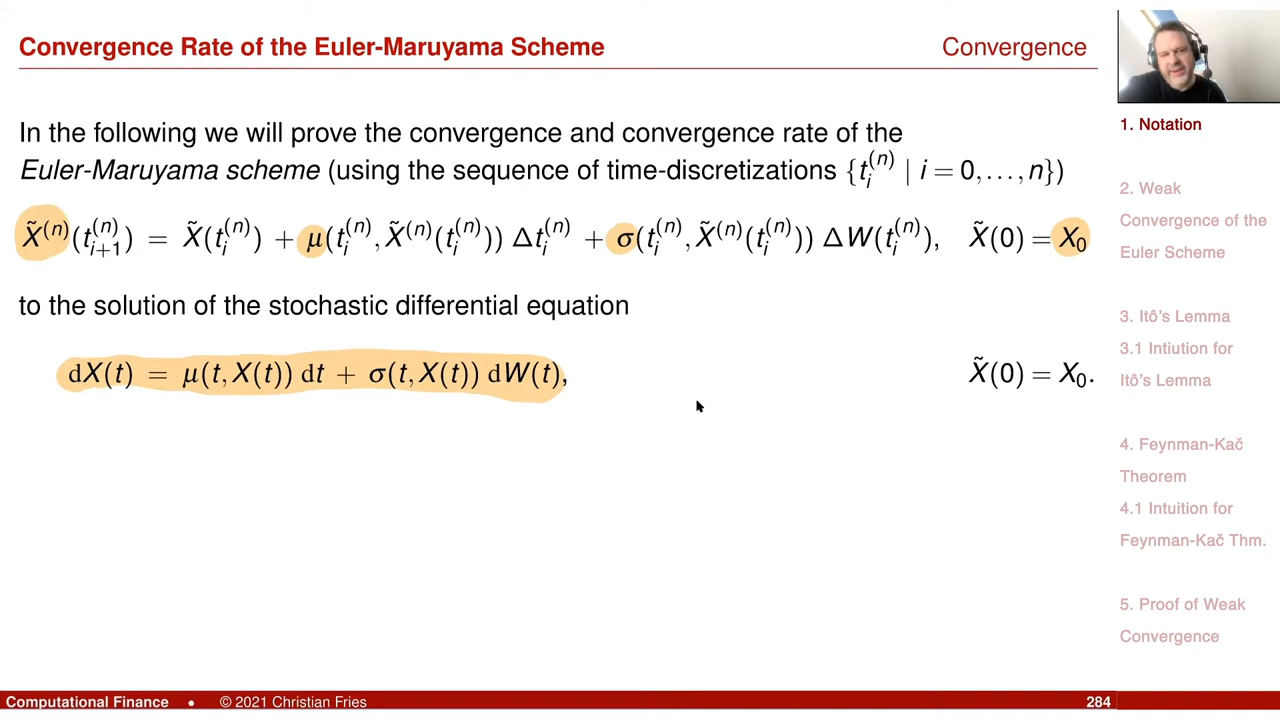 Convergence Rate of the Euler-Maruyama Scheme
Convergence
In the following we will prove the convergence and convergence rate of the
Euler-Maruyama scheme (using the sequence of time-discretizations {t_i^{(n)} | i = 0, …, n})
X̃^{(n)}(t_{i+1}^{(n)}) = X̃(t_i^{(n)}) + μ(t_i^{(n)}, X̃^{(n)}(t_i^{(n)})) Δt_i^{(n)} + σ(t_i^{(n)}, X̃^{(n)}(t_i^{(n)})) ΔW(t_i^{(n)}), X̃(0) = X_0
to the solution of the stochastic differential equation
dX(t) = μ(t, X(t)) dt + σ(t, X(t)) dW(t), X̃(0) = X_0.
1. Notation
2. Weak
Convergence of the
Euler Scheme
3. Itô's Lemma
3.1 Intiution for
Itô's Lemma
4. Feynman-Kač
Theorem
4.1 Intuition for
Feynman-Kač Thm.
5. Proof of Weak
Convergence
Computational Finance • © 2021 Christian Fries
284